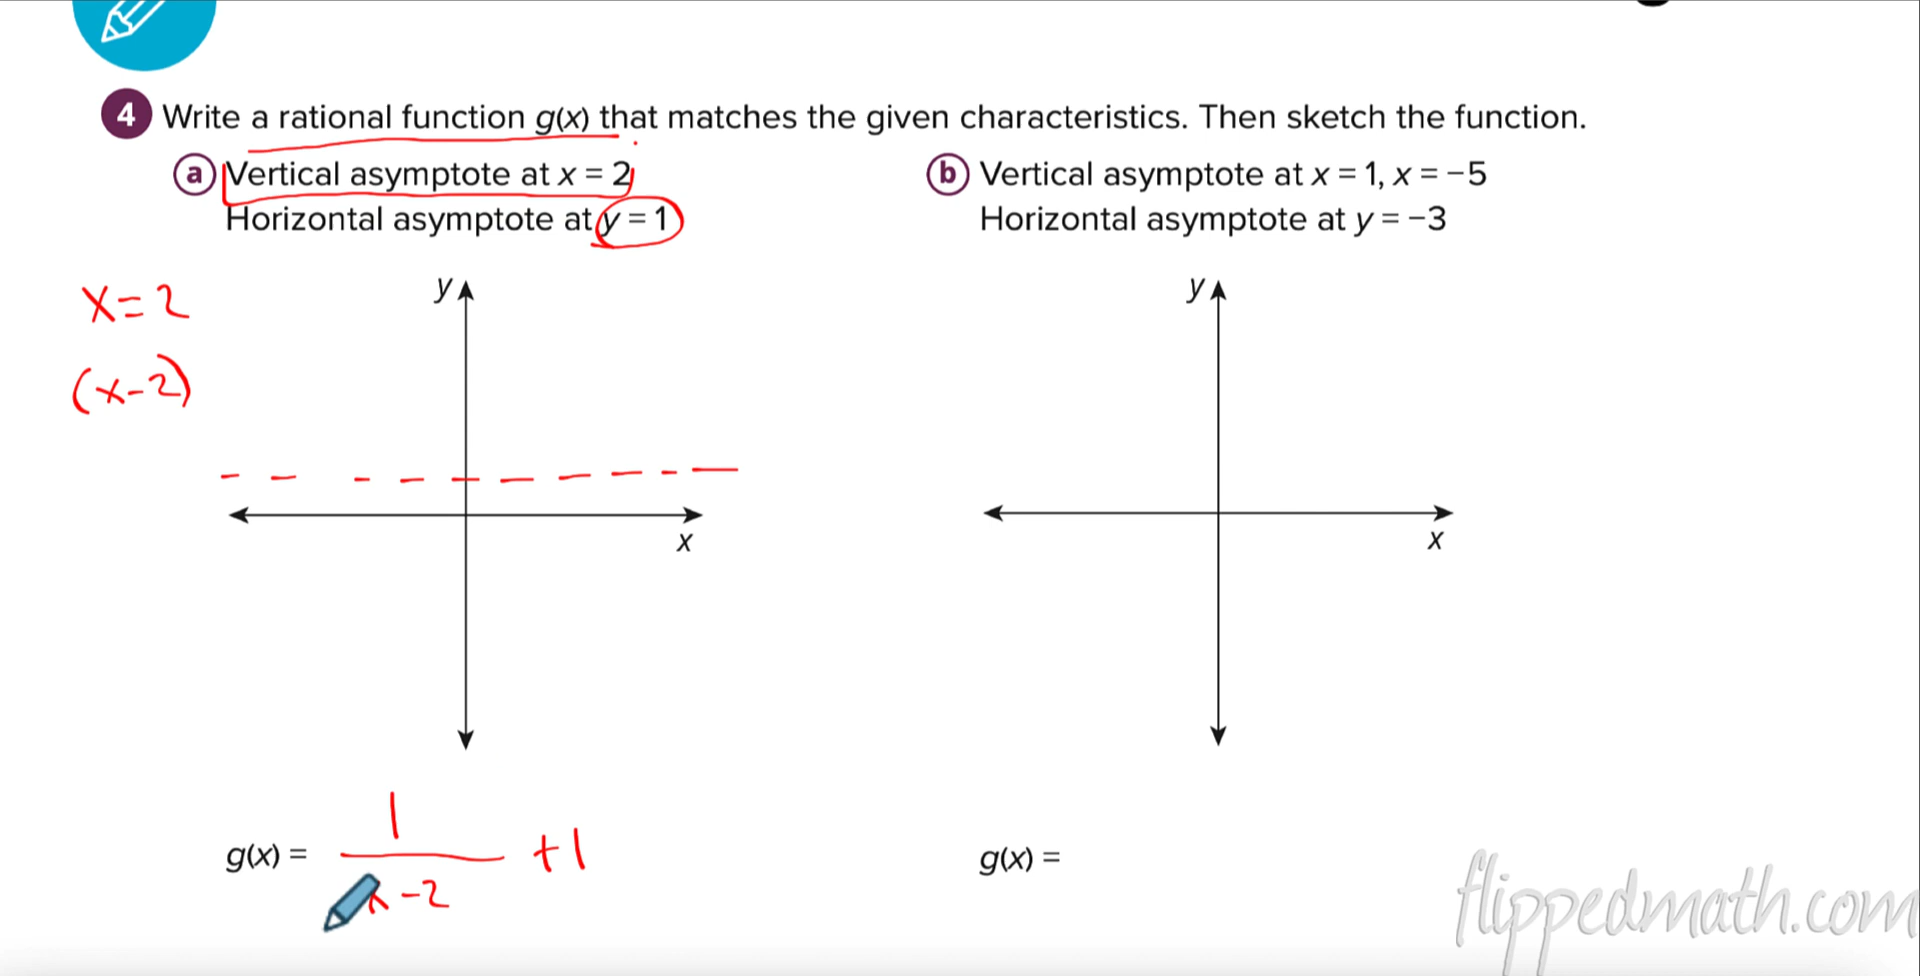 4 Write a rational function g(x) that matches the given characteristics. Then sketch the function.
a Vertical asymptote at x = 2,
Horizontal asymptote at y = 1
b Vertical asymptote at x = 1, x = −5
Horizontal asymptote at y = −3
x=2
(x-2)
y
x
y
x
g(x) = 1/(x-2) +1
g(x) =
flippedmath.com